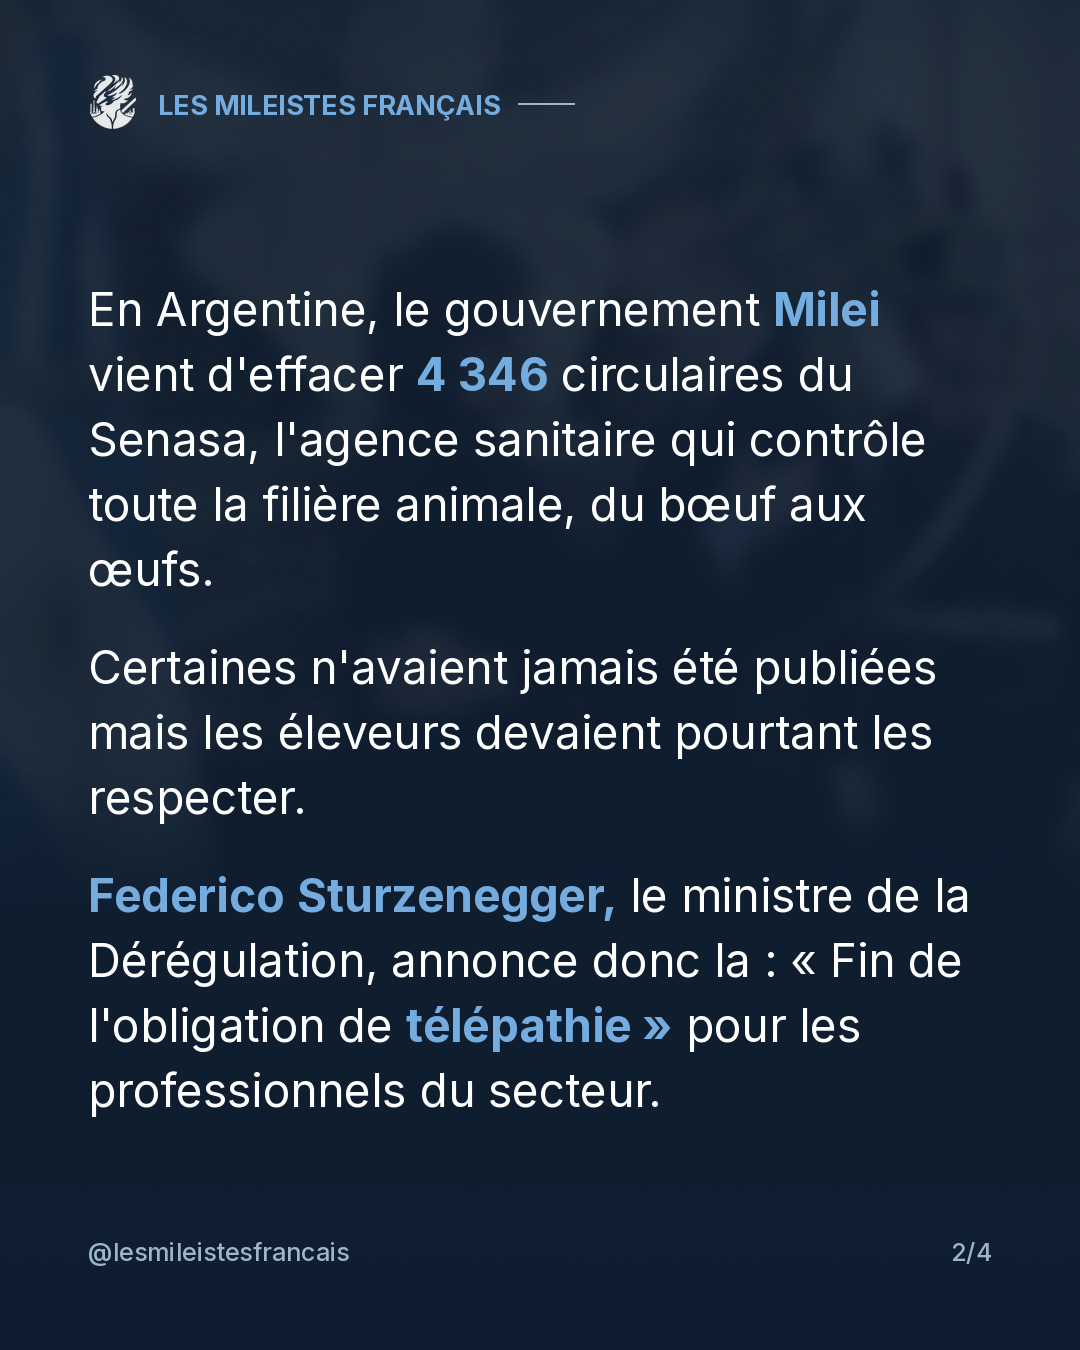 LES MILEISTES FRANÇAIS
En Argentine, le gouvernement Milei
vient d'effacer 4 346 circulaires du
Senasa, l'agence sanitaire qui contrôle
toute la filière animale, du bœuf aux
œufs.
Certaines n'avaient jamais été publiées
mais les éleveurs devaient pourtant les
respecter.
Federico Sturzenegger, le ministre de la
Dérégulation, annonce donc la : « Fin de
l'obligation de télépathie » pour les
professionnels du secteur.
@lesmileistesfrancais
2/4